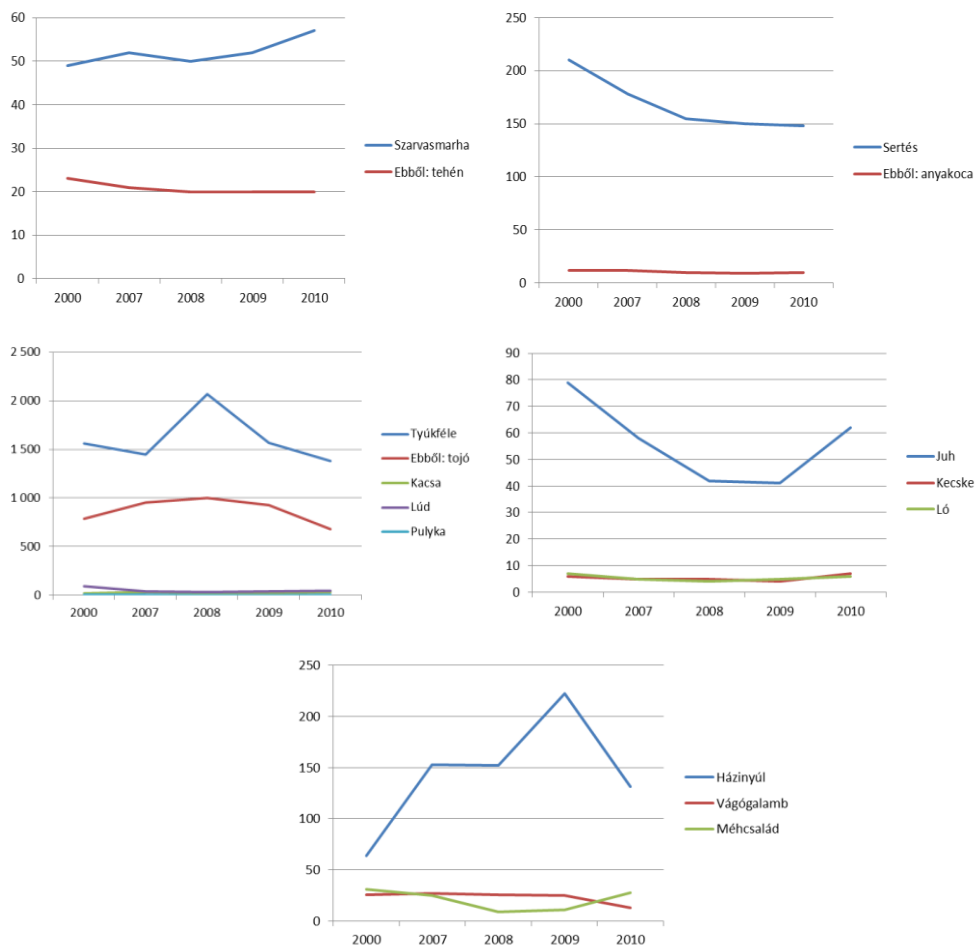 60
50
40
30
20
10
0
2000 2007 2008 2009 2010
Szarvasmarha
Ebből: tehén
250
200
150
100
50
0
2000 2007 2008 2009 2010
Sertés
Ebből: anyakoca
2 500
2 000
1 500
1 000
500
0
2000 2007 2008 2009 2010
Tyúkféle
Ebből: tojó
Kacsa
Lúd
Pulyka
90
80
70
60
50
40
30
20
10
0
2000 2007 2008 2009 2010
Juh
Kecske
Ló
250
200
150
100
50
0
2000 2007 2008 2009 2010
Házinyúl
Vágógalamb
Méhcsalád